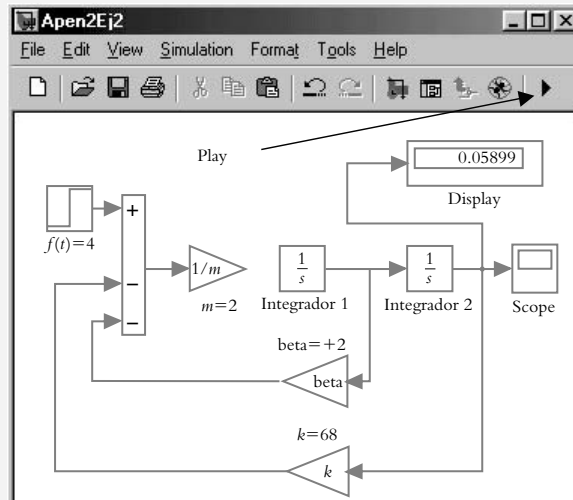 Apen2Ej2
File Edit View Simulation Format Tools Help
Play
0.05899
Display
+
f(t)=4
−
−
1/m
m=2
1/s
Integrador 1
1/s
Integrador 2
Scope
beta=+2
beta
k=68
k